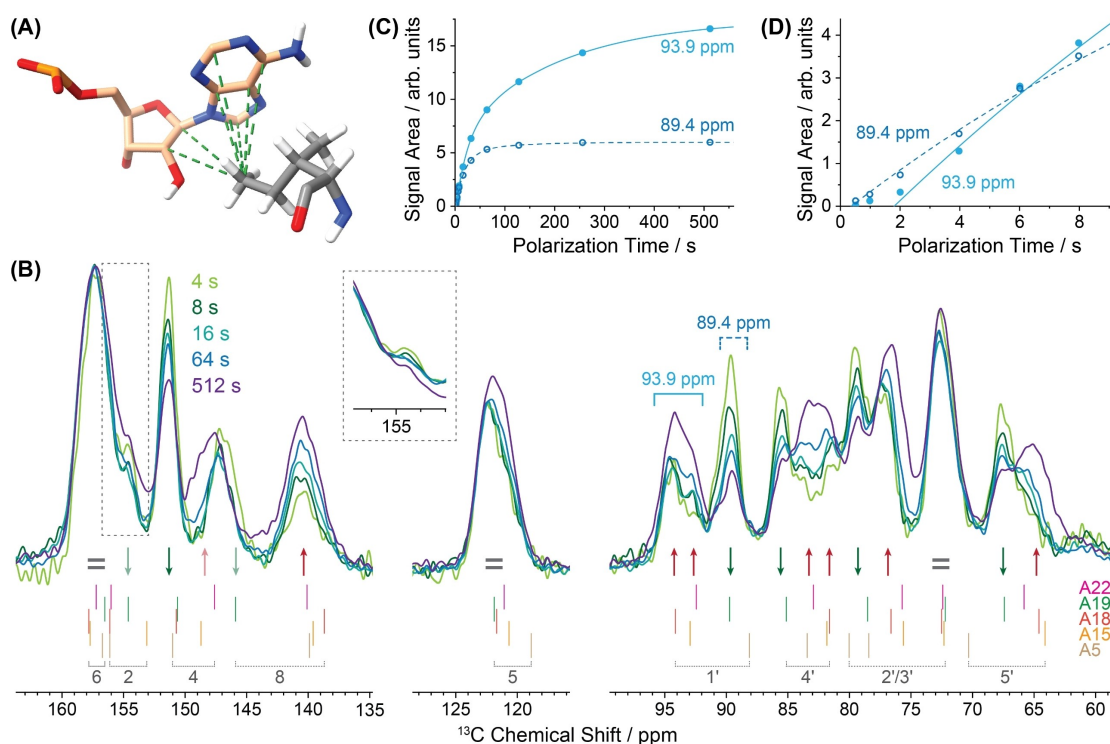 (A)
(C)
Signal Area / arb. units
15
10
5
0
93.9 ppm
89.4 ppm
0 100 200 300 400 500
Polarization Time / s
(D)
Signal Area / arb. units
4
3
2
1
0
89.4 ppm
93.9 ppm
0 2 4 6 8
Polarization Time / s
(B)
4 s
8 s
16 s
64 s
512 s
155
93.9 ppm
89.4 ppm
=
=
=
A22
A19
A18
A15
A5
6 2 4 8 5 1' 4' 2'/3' 5'
160 155 150 145 140 135 125 120 95 90 85 80 75 70 65 60
¹³C Chemical Shift / ppm